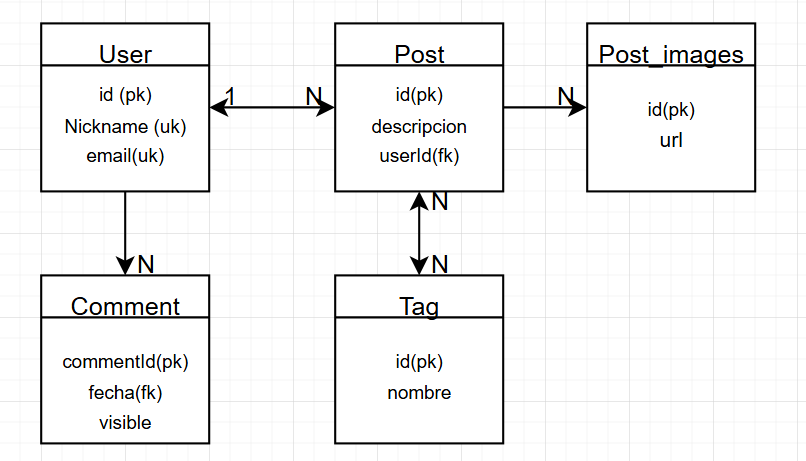 User
id (pk)
Nickname (uk)
email(uk)
1
N
Post
id(pk)
descripcion
userId(fk)
N
Post_images
id(pk)
url
N
N
N
Comment
commentId(pk)
fecha(fk)
visible
Tag
id(pk)
nombre